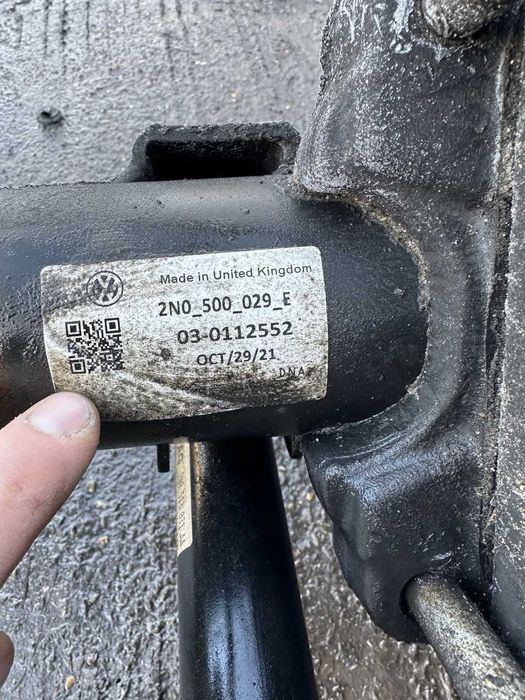 Made in United Kingdom
2N0_500_029_E
03-0112552
OCT/29/21
DNA